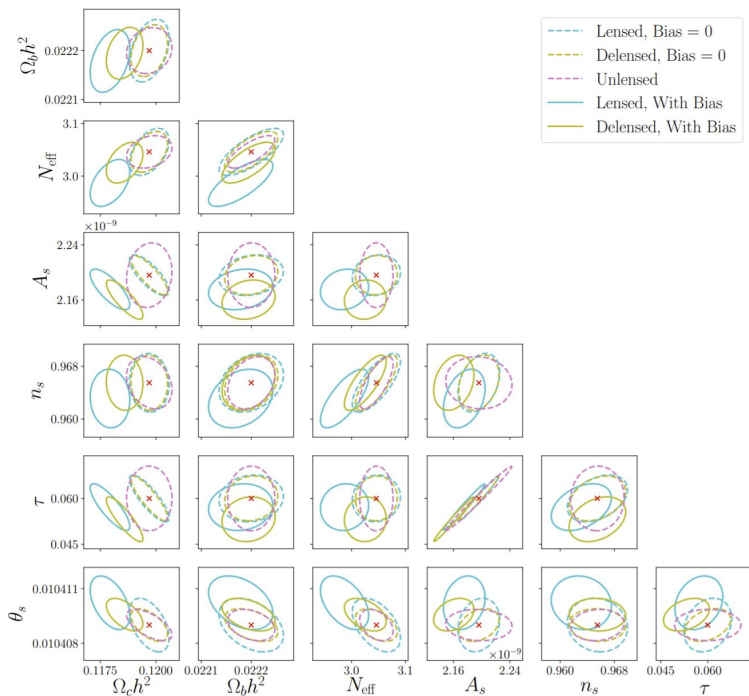 Lensed, Bias = 0
Delensed, Bias = 0
Unlensed
Lensed, With Bias
Delensed, With Bias
Ω_b h²
0.0222
0.0221
N_eff
3.1
3.0
×10⁻⁹
A_s
2.24
2.16
n_s
0.968
0.960
τ
0.060
0.045
θ_s
0.010411
0.010408
×10⁻⁹
0.1175 0.1200 0.0221 0.0222 3.0 3.1 2.16 2.24 0.960 0.968 0.045 0.060
Ω_c h² Ω_b h² N_eff A_s n_s τ